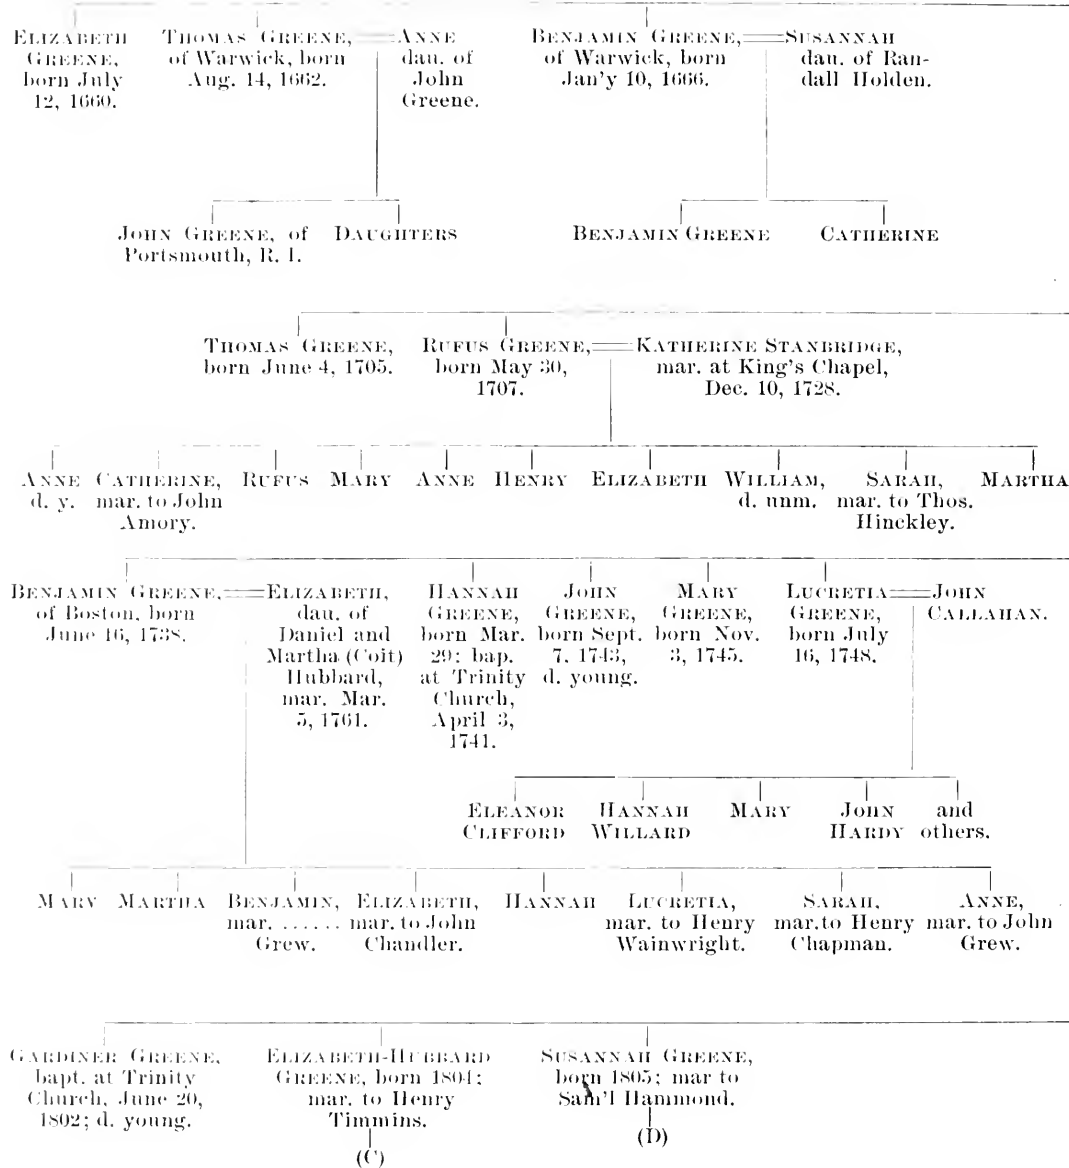 ELIZABETH
GREENE,
born July
12, 1660.
THOMAS GREENE,
of Warwick, born
Aug. 14, 1662.
ANNE
dau. of
John
Greene.
BENJAMIN GREENE,
of Warwick, born
Jan'y 10, 1666.
SUSANNAH
dau. of Ran-
dall Holden.
JOHN GREENE, of
Portsmouth, R. I.
DAUGHTERS
BENJAMIN GREENE
CATHERINE
THOMAS GREENE,
born June 4, 1705.
RUFUS GREENE,
born May 30,
1707.
KATHERINE STANBRIDGE,
mar. at King's Chapel,
Dec. 10, 1728.
ANNE
d. y.
CATHERINE,
mar. to John
Amory.
RUFUS
MARY
ANNE
HENRY
ELIZABETH
WILLIAM,
d. unm.
SARAH,
mar. to Thos.
Hinckley.
MARTHA
BENJAMIN GREENE,
of Boston, born
June 16, 1738.
ELIZABETH,
dau. of
Daniel and
Martha (Coit)
Hubbard,
mar. Mar.
5, 1761.
HANNAH
GREENE,
born Mar.
29; bap.
at Trinity
Church,
April 3,
1741.
JOHN
GREENE,
born Sept.
7, 1743,
d. young.
MARY
GREENE,
born Nov.
3, 1745.
LUCRETIA
GREENE,
born July
16, 1748.
JOHN
CALLAHAN.
ELEANOR
CLIFFORD
HANNAH
WILLARD
MARY
JOHN
HARDY
and
others.
MARY
MARTHA
BENJAMIN,
mar. ......
Grew.
ELIZABETH,
mar. to John
Chandler.
HANNAH
LUCRETIA,
mar. to Henry
Wainwright.
SARAH,
mar. to Henry
Chapman.
ANNE,
mar. to John
Grew.
GARDINER GREENE,
bapt. at Trinity
Church, June 20,
1802; d. young.
ELIZABETH-HUBBARD
GREENE, born 1804;
mar. to Henry
Timmins.
(C)
SUSANNAH GREENE,
born 1805; mar to
Sam'l Hammond.
(D)